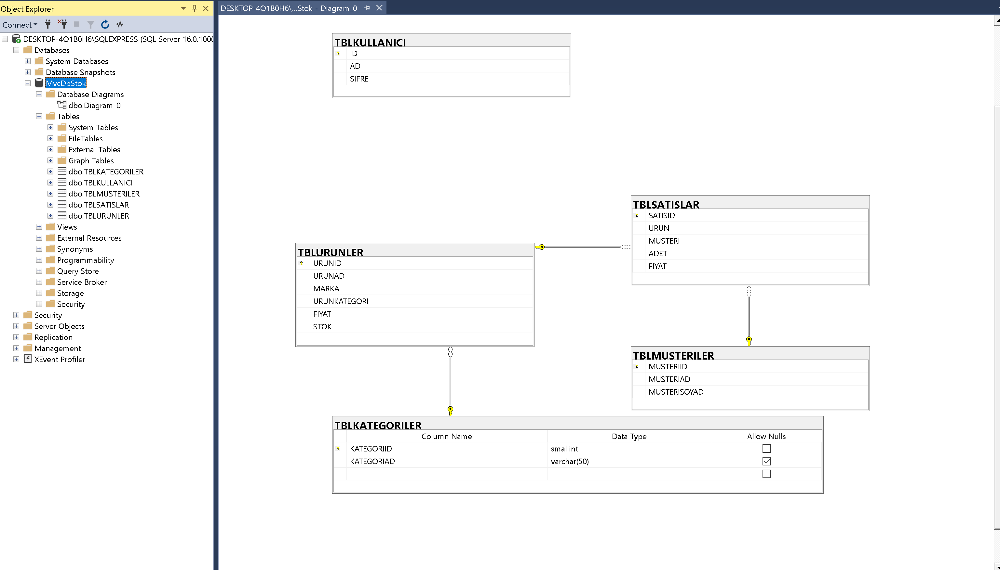 Object Explorer
Connect
DESKTOP-4O1B0H6\SQLEXPRESS (SQL Server 16.0.100
Databases
System Databases
Database Snapshots
MvcDbStok
Database Diagrams
dbo.Diagram_0
Tables
System Tables
FileTables
External Tables
Graph Tables
dbo.TBLKATEGORILER
dbo.TBLKULLANICI
dbo.TBLMUSTERILER
dbo.TBLSATISLAR
dbo.TBLURUNLER
Views
External Resources
Synonyms
Programmability
Query Store
Service Broker
Storage
Security
Security
Server Objects
Replication
Management
XEvent Profiler
DESKTOP-4O1B0H6\...Stok - Diagram_0
TBLKULLANICI
ID
AD
SIFRE
TBLSATISLAR
SATISID
URUN
MUSTERI
ADET
FIYAT
TBLURUNLER
URUNID
URUNAD
MARKA
URUNKATEGORI
FIYAT
STOK
TBLMUSTERILER
MUSTERIID
MUSTERIAD
MUSTERISOYAD
TBLKATEGORILER
Column Name Data Type Allow Nulls
KATEGORIID smallint
KATEGORIAD varchar(50)